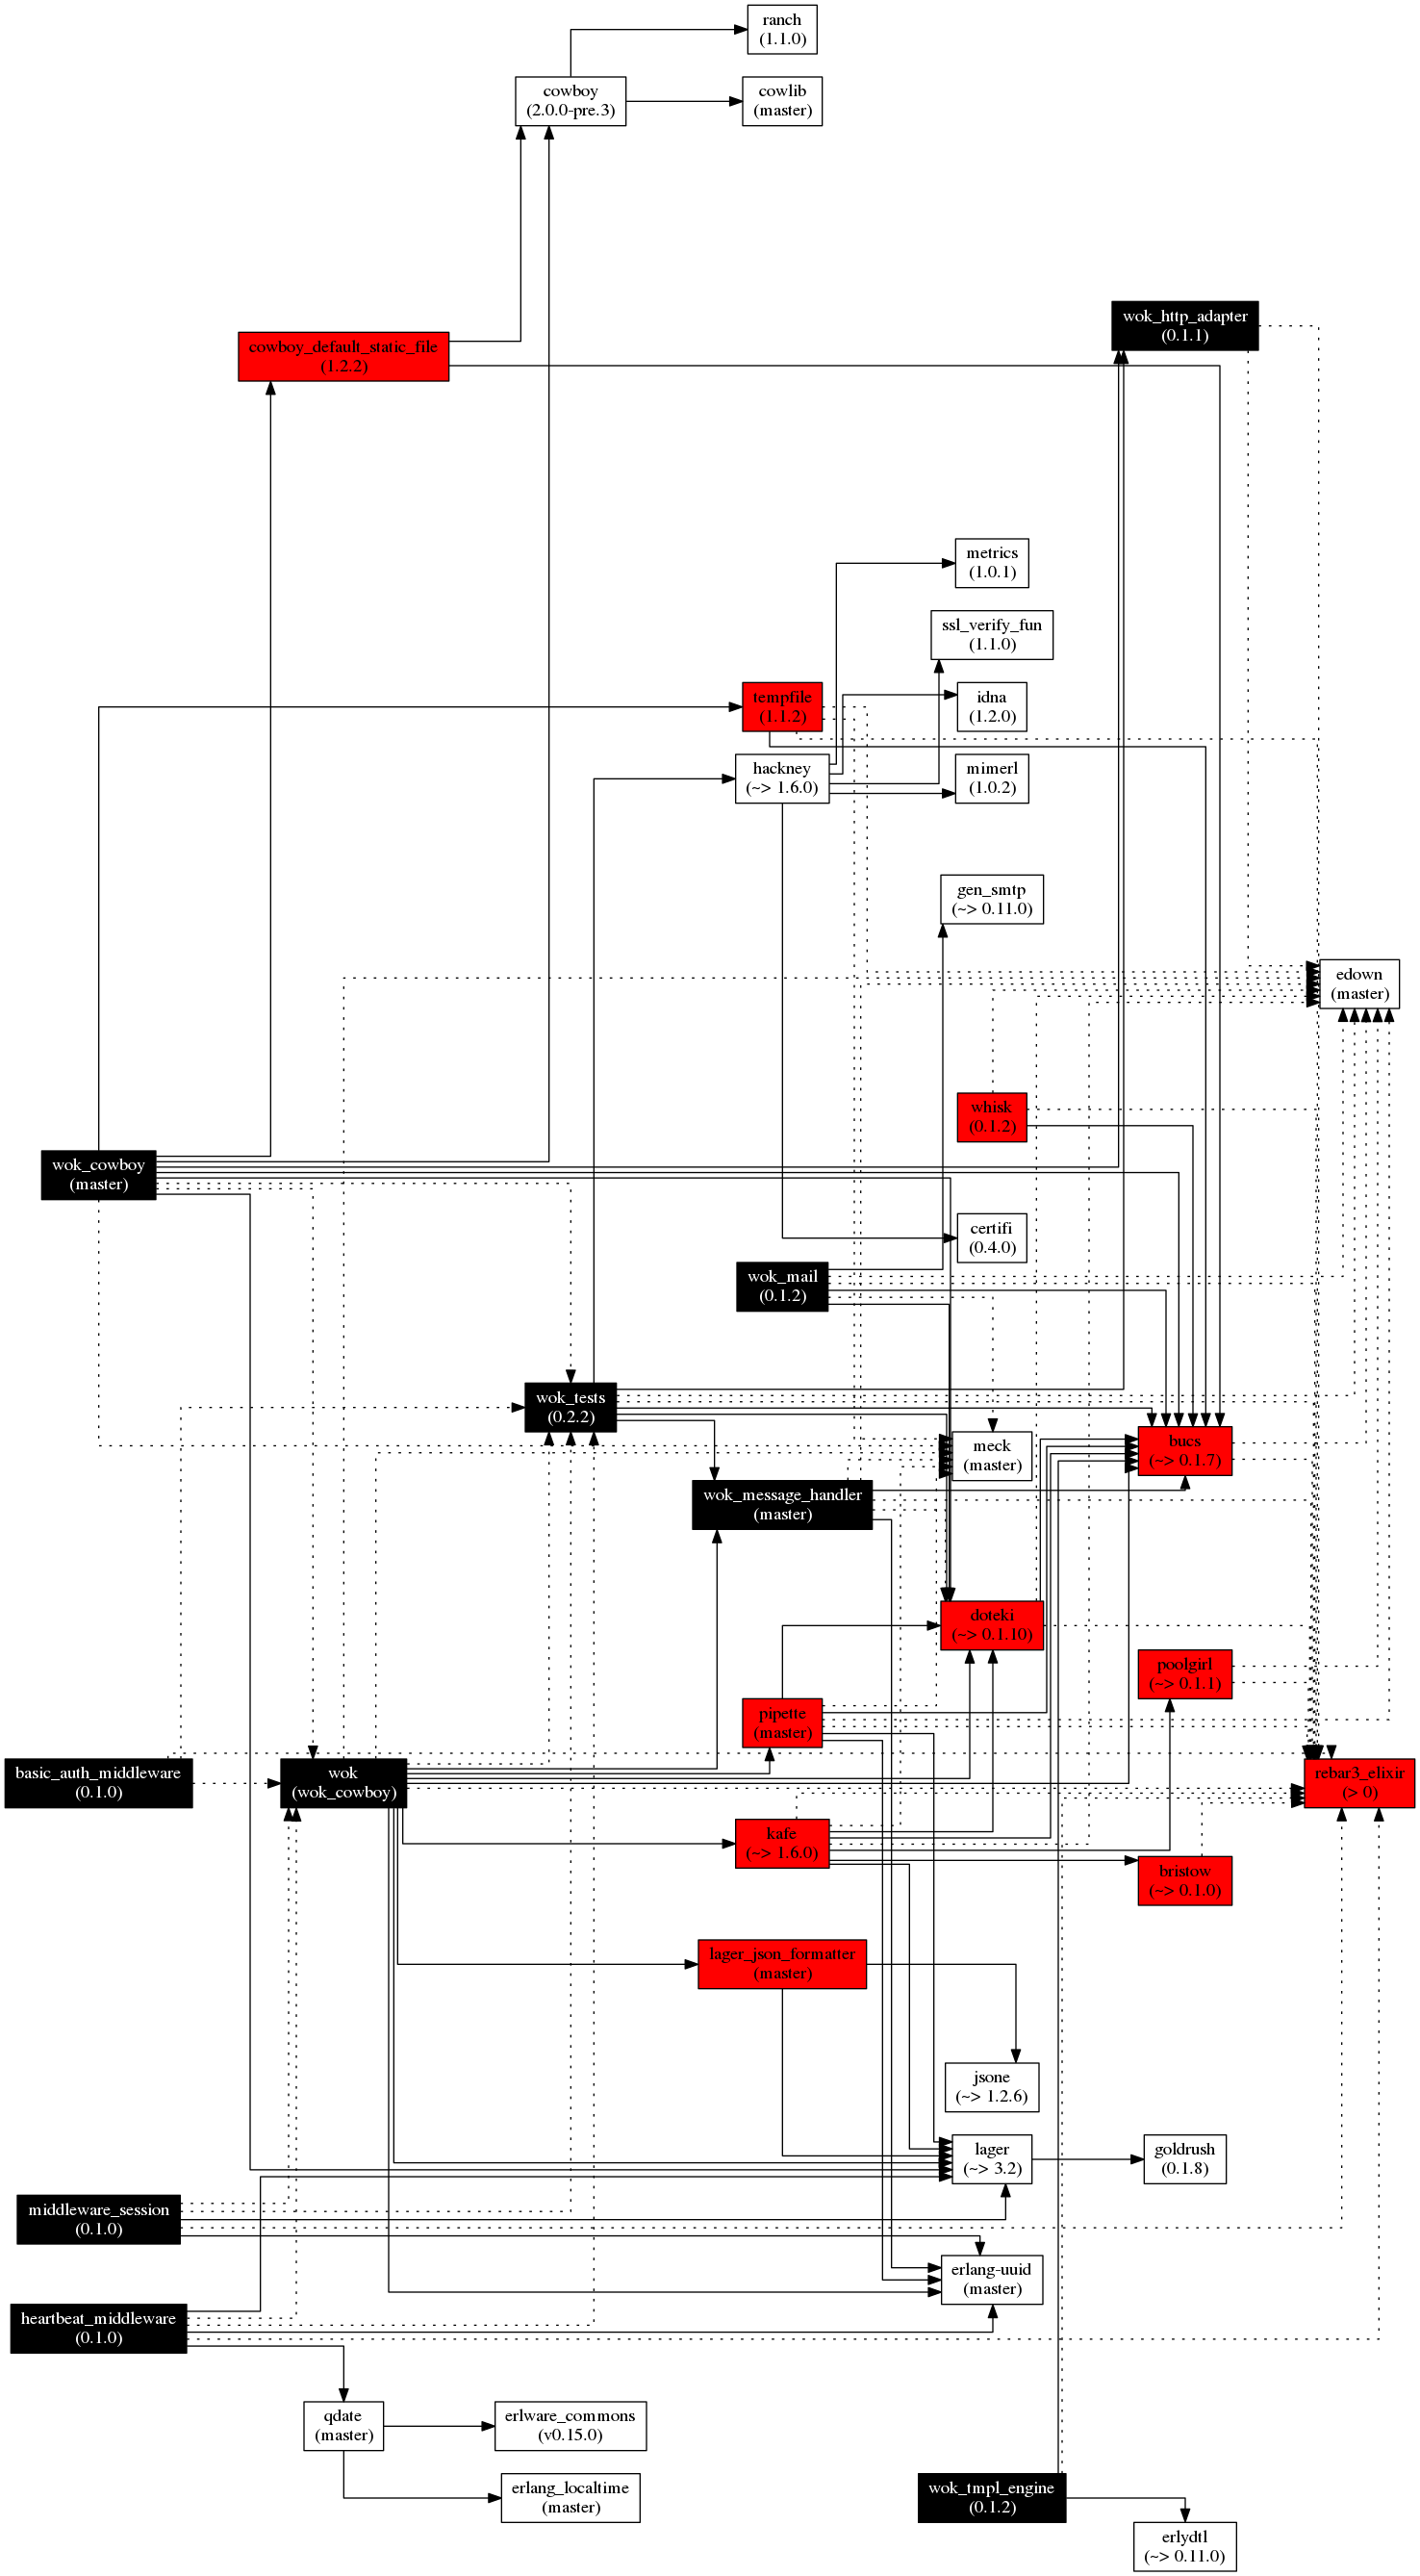 ranch
(1.1.0)
cowboy
(2.0.0-pre.3)
cowlib
(master)
wok_http_adapter
(0.1.1)
cowboy_default_static_file
(1.2.2)
metrics
(1.0.1)
ssl_verify_fun
(1.1.0)
tempfile
(1.1.2)
idna
(1.2.0)
hackney
(~> 1.6.0)
mimerl
(1.0.2)
gen_smtp
(~> 0.11.0)
edown
(master)
whisk
(0.1.2)
wok_cowboy
(master)
certifi
(0.4.0)
wok_mail
(0.1.2)
wok_tests
(0.2.2)
bucs
(~> 0.1.7)
meck
(master)
wok_message_handler
(master)
doteki
(~> 0.1.10)
poolgirl
(~> 0.1.1)
pipette
(master)
basic_auth_middleware
(0.1.0)
wok
(wok_cowboy)
rebar3_elixir
(> 0)
kafe
(~> 1.6.0)
bristow
(~> 0.1.0)
lager_json_formatter
(master)
jsone
(~> 1.2.6)
lager
(~> 3.2)
goldrush
(0.1.8)
middleware_session
(0.1.0)
erlang-uuid
(master)
heartbeat_middleware
(0.1.0)
qdate
(master)
erlware_commons
(v0.15.0)
erlang_localtime
(master)
wok_tmpl_engine
(0.1.2)
erlydtl
(~> 0.11.0)